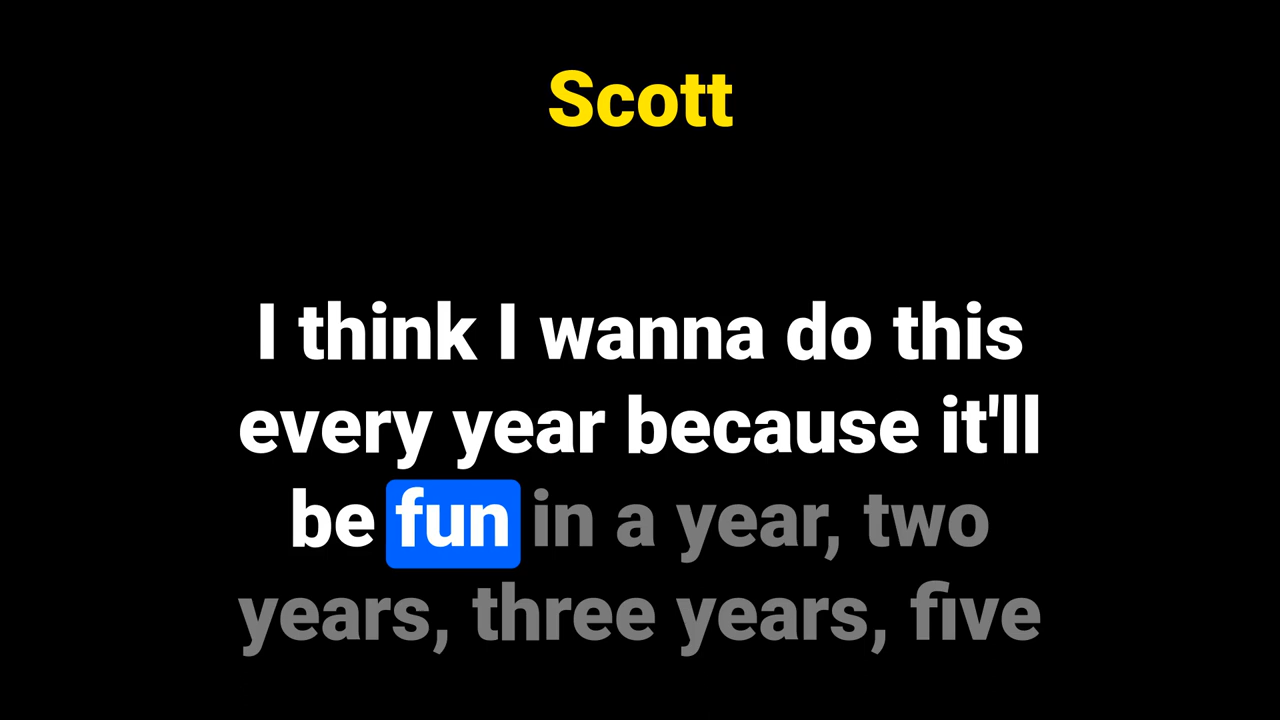 Scott
I think I wanna do this
every year because it'll
be fun in a year, two
years, three years, five